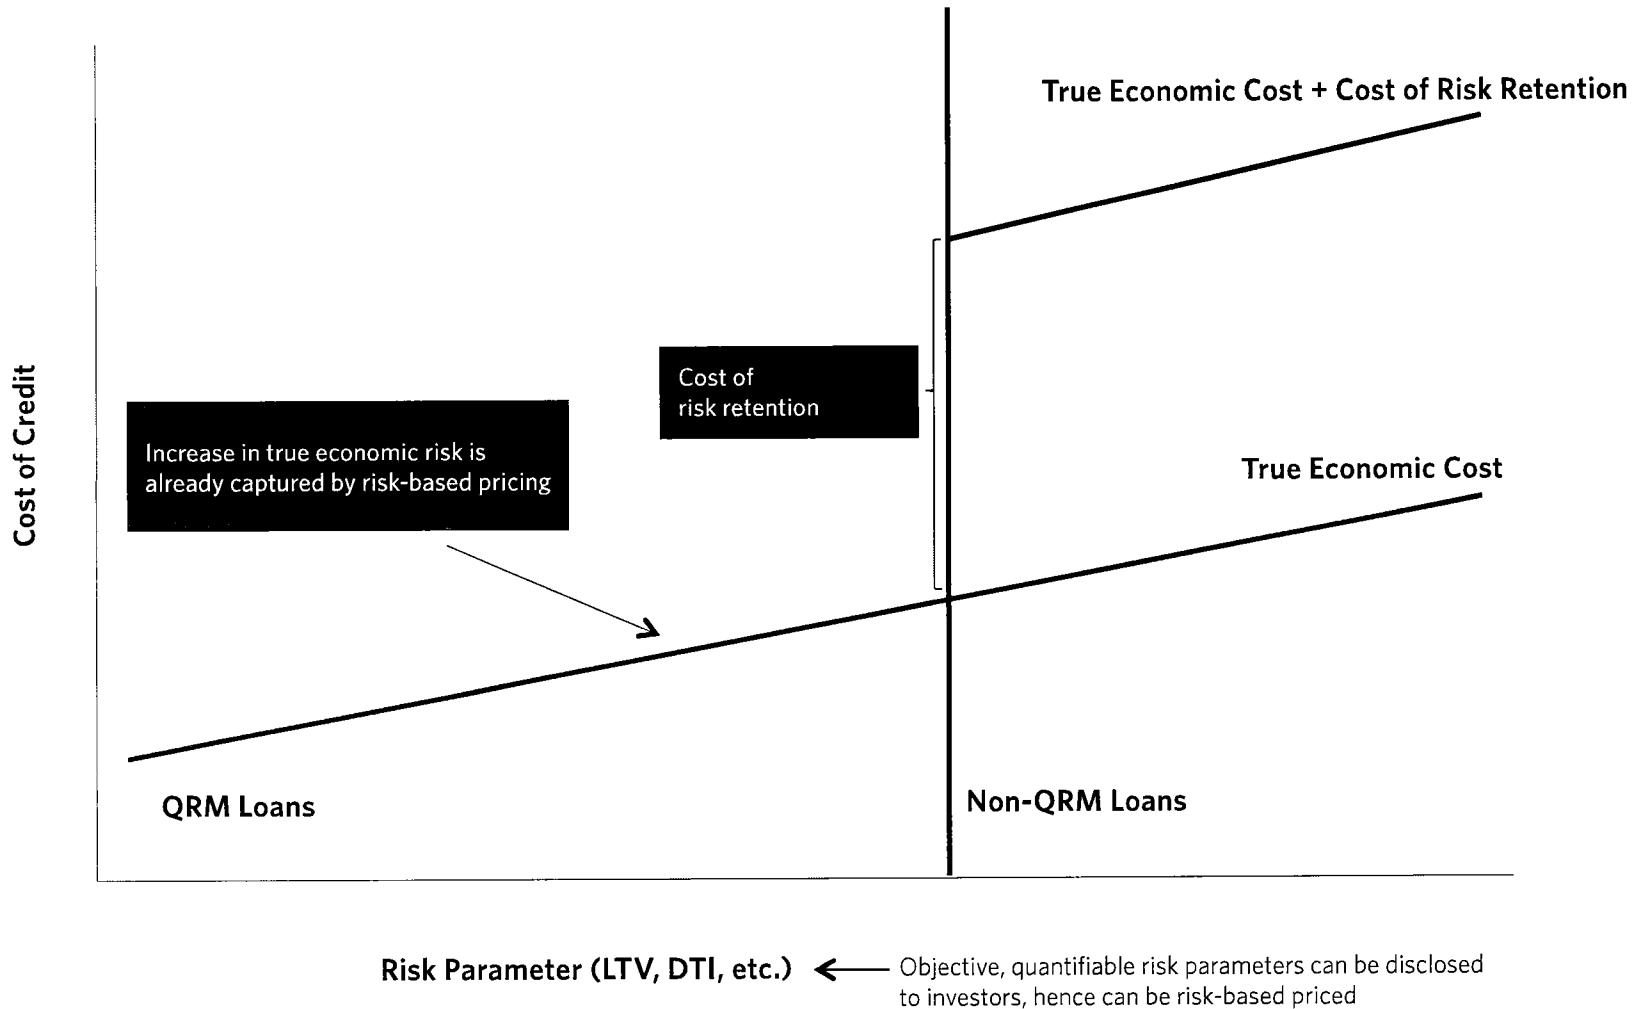 True Economic Cost + Cost of Risk Retention
Cost of
risk retention
Increase in true economic risk is
already captured by risk-based pricing
True Economic Cost
Cost of Credit
QRM Loans
Non-QRM Loans
Risk Parameter (LTV, DTI, etc.)
Objective, quantifiable risk parameters can be disclosed
to investors, hence can be risk-based priced